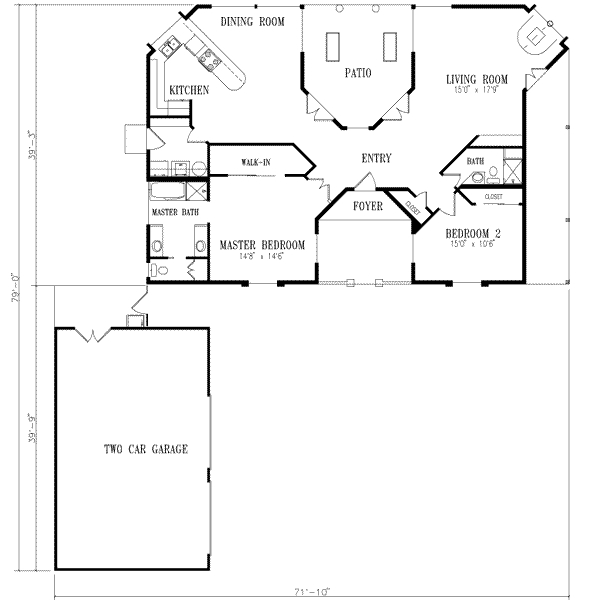 DINING ROOM
PATIO
LIVING ROOM
15'0" x 17'9"
KITCHEN
39'-3"
WALK-IN
ENTRY
BATH
CLOSET
MASTER BATH
FOYER
CLOSET
BEDROOM 2
15'0" x 10'6"
MASTER BEDROOM
14'8" x 14'6"
79'-0"
39'-9"
TWO CAR GARAGE
71'-10"